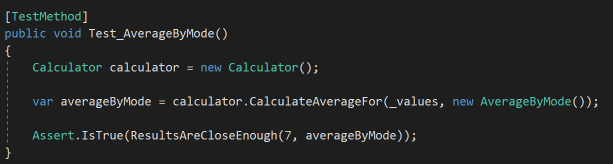 [TestMethod]
public void Test_AverageByMode()
{
    Calculator calculator = new Calculator();
    var averageByMode = calculator.CalculateAverageFor(_values, new AverageByMode());
    Assert.IsTrue(ResultsAreCloseEnough(7, averageByMode));
}